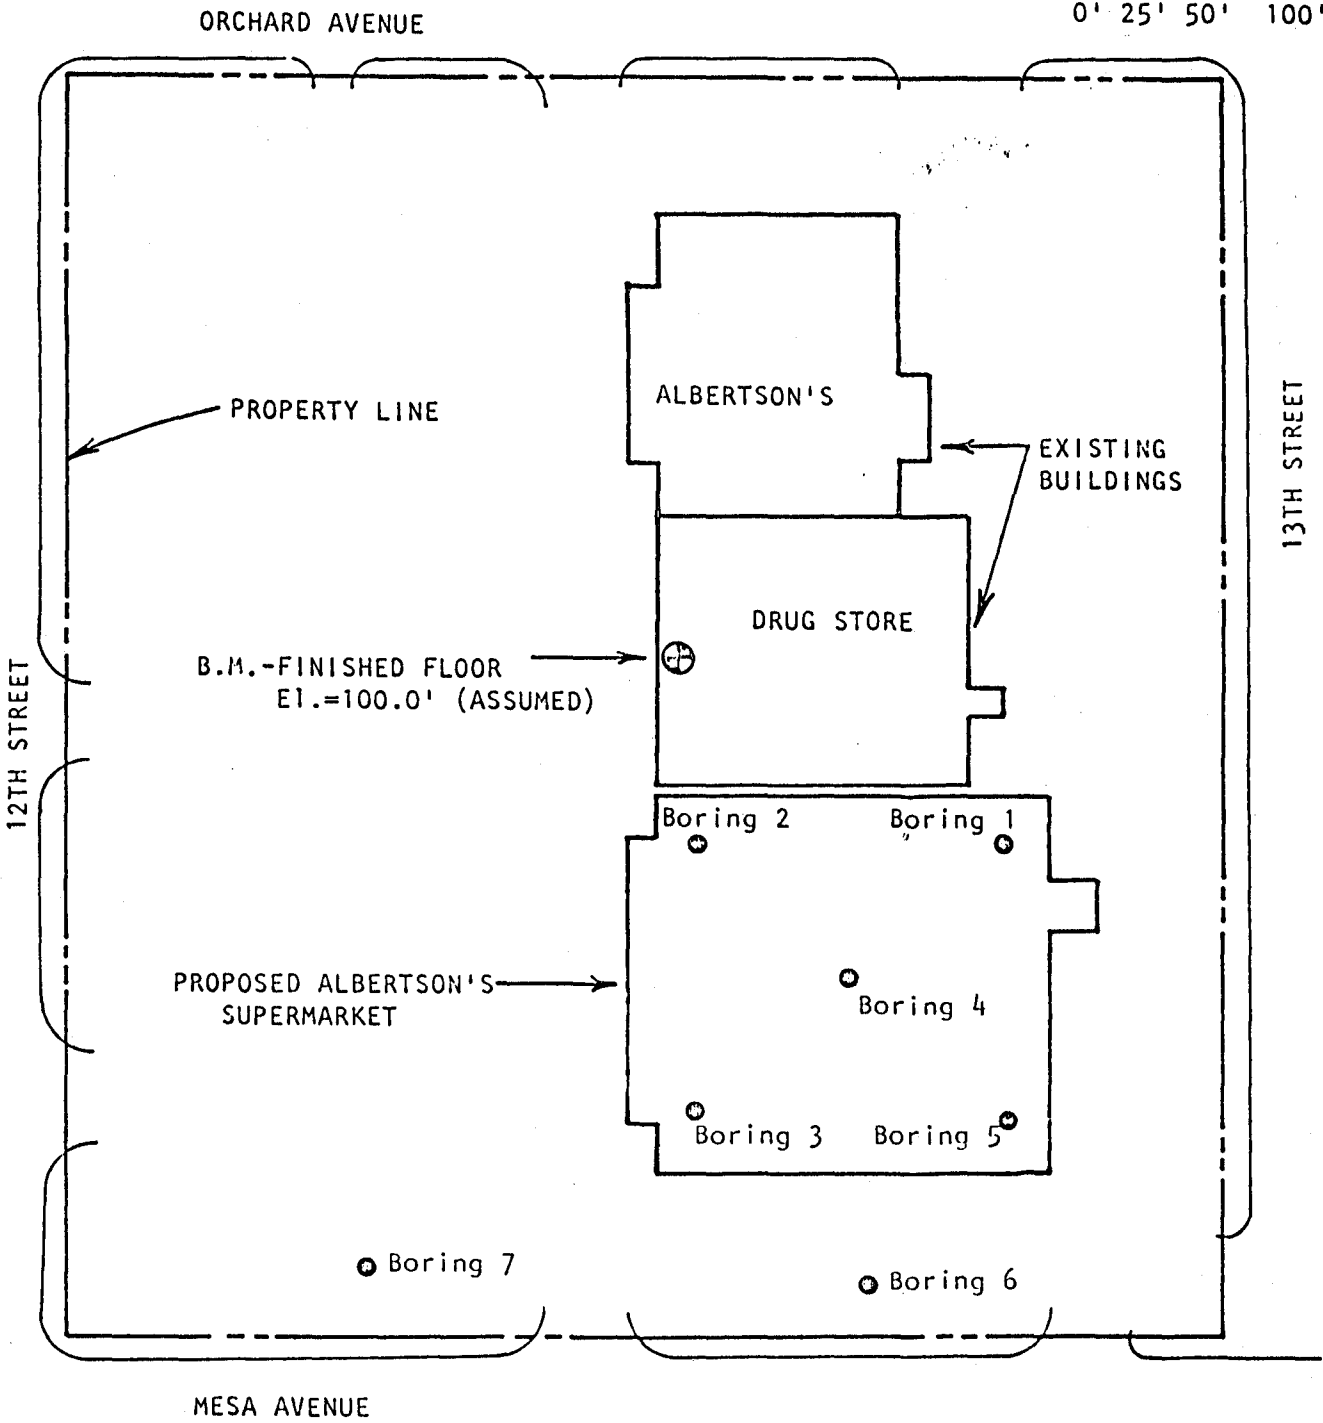 ORCHARD AVENUE
0' 25' 50' 100'
ALBERTSON'S
PROPERTY LINE
EXISTING
BUILDINGS
13TH STREET
DRUG STORE
B.M.-FINISHED FLOOR
El.=100.0' (ASSUMED)
12TH STREET
Boring 2
Boring 1
PROPOSED ALBERTSON'S
SUPERMARKET
Boring 4
Boring 3
Boring 5
Boring 7
Boring 6
MESA AVENUE